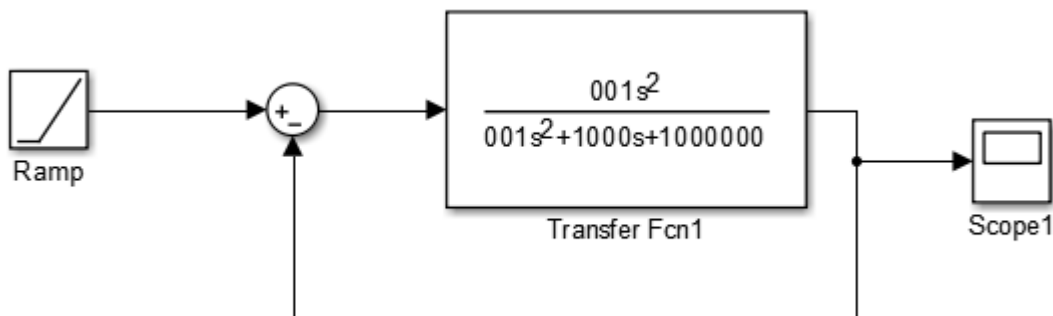 001s²
001s²+1000s+1000000
+
−
Ramp
Transfer Fcn1
Scope1